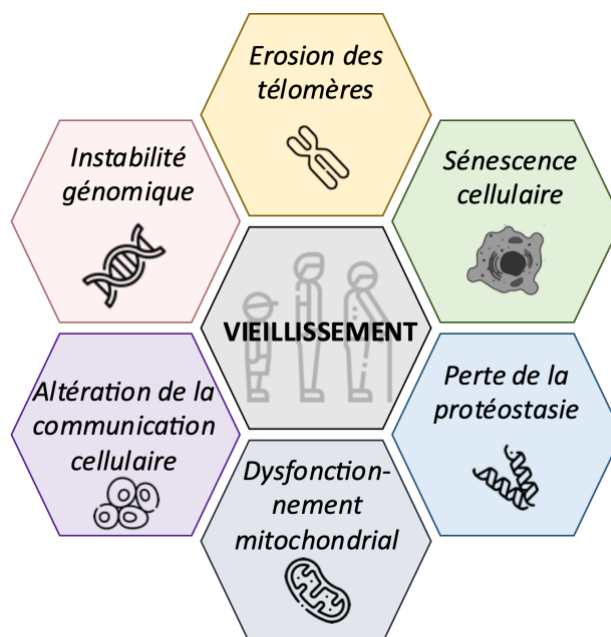 Erosion des
télomères
Instabilité
génomique
Sénescence
cellulaire
VIEILLISSEMENT
Altération de la
communication
cellulaire
Perte de la
protéostasie
Dysfonction-
nement
mitochondrial